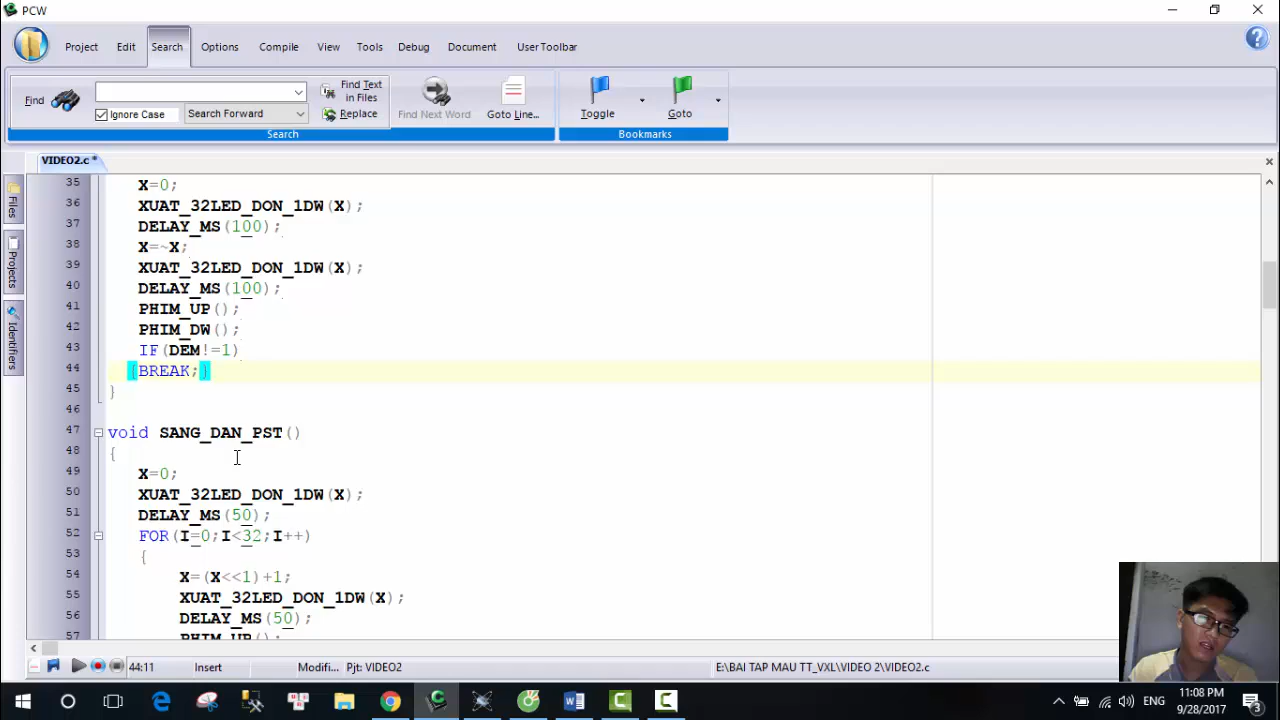 PCW
Project Edit Search Options Compile View Tools Debug Document User Toolbar
Find
Find Text in Files
Ignore Case Search Forward Replace
Find Next Word Goto Line... Toggle Goto
Search Bookmarks
VIDEO2.c *
Files
Projects
Identifiers
35 X=0;
36 XUAT_32LED_DON_1DW(X);
37 DELAY_MS(100);
38 X=~X;
39 XUAT_32LED_DON_1DW(X);
40 DELAY_MS(100);
41 PHIM_UP();
42 PHIM_DW();
43 IF(DEM!=1)
44 {BREAK;}
45 }
46
47 void SANG_DAN_PST()
48 {
49 X=0;
50 XUAT_32LED_DON_1DW(X);
51 DELAY_MS(50);
52 FOR(I=0;I<32;I++)
53 {
54 X=(X<<1)+1;
55 XUAT_32LED_DON_1DW(X);
56 DELAY_MS(50);
57 PHIM_UP();
44:11 Insert Modifi... Pjt: VIDEO2 E:\BAI TAP MAU TT_VXL\VIDEO 2\VIDEO2.c
ENG
11:08 PM
9/28/2017
3